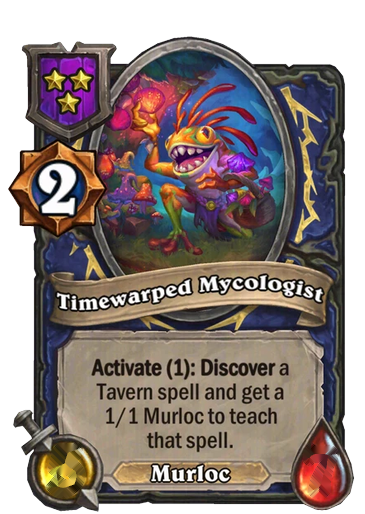 2
Timewarped Mycologist
Activate (1): Discover a
Tavern spell and get a
1/1 Murloc to teach
that spell.
Murloc